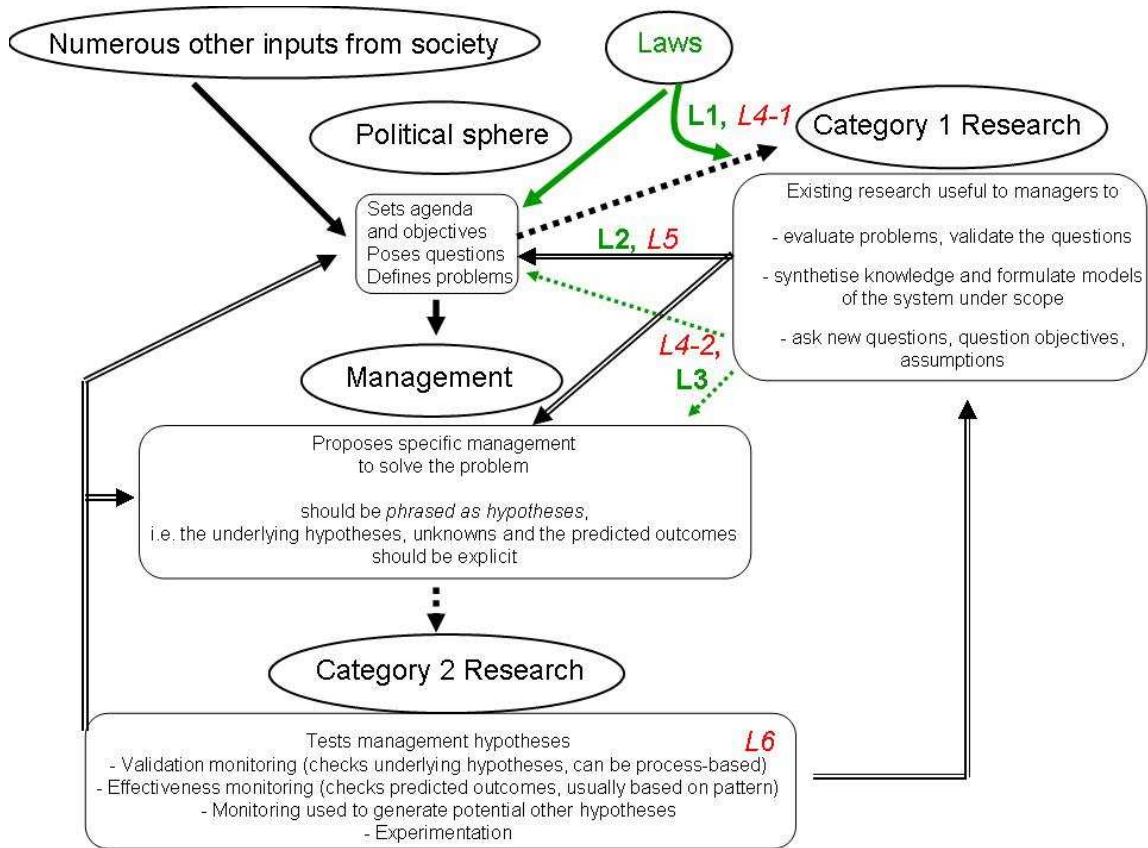 Numerous other inputs from society
Laws
L1, L4-1
Political sphere
Category 1 Research
Sets agenda
and objectives
Poses questions
Defines problems
L2, L5
Existing research useful to managers to
- evaluate problems, validate the questions
- synthetise knowledge and formulate models
of the system under scope
- ask new questions, question objectives,
assumptions
L4-2,
L3
Management
Proposes specific management
to solve the problem
should be phrased as hypotheses,
i.e. the underlying hypotheses, unknowns and the predicted outcomes
should be explicit
Category 2 Research
L6
Tests management hypotheses
- Validation monitoring (checks underlying hypotheses, can be process-based)
- Effectiveness monitoring (checks predicted outcomes, usually based on pattern)
- Monitoring used to generate potential other hypotheses
- Experimentation